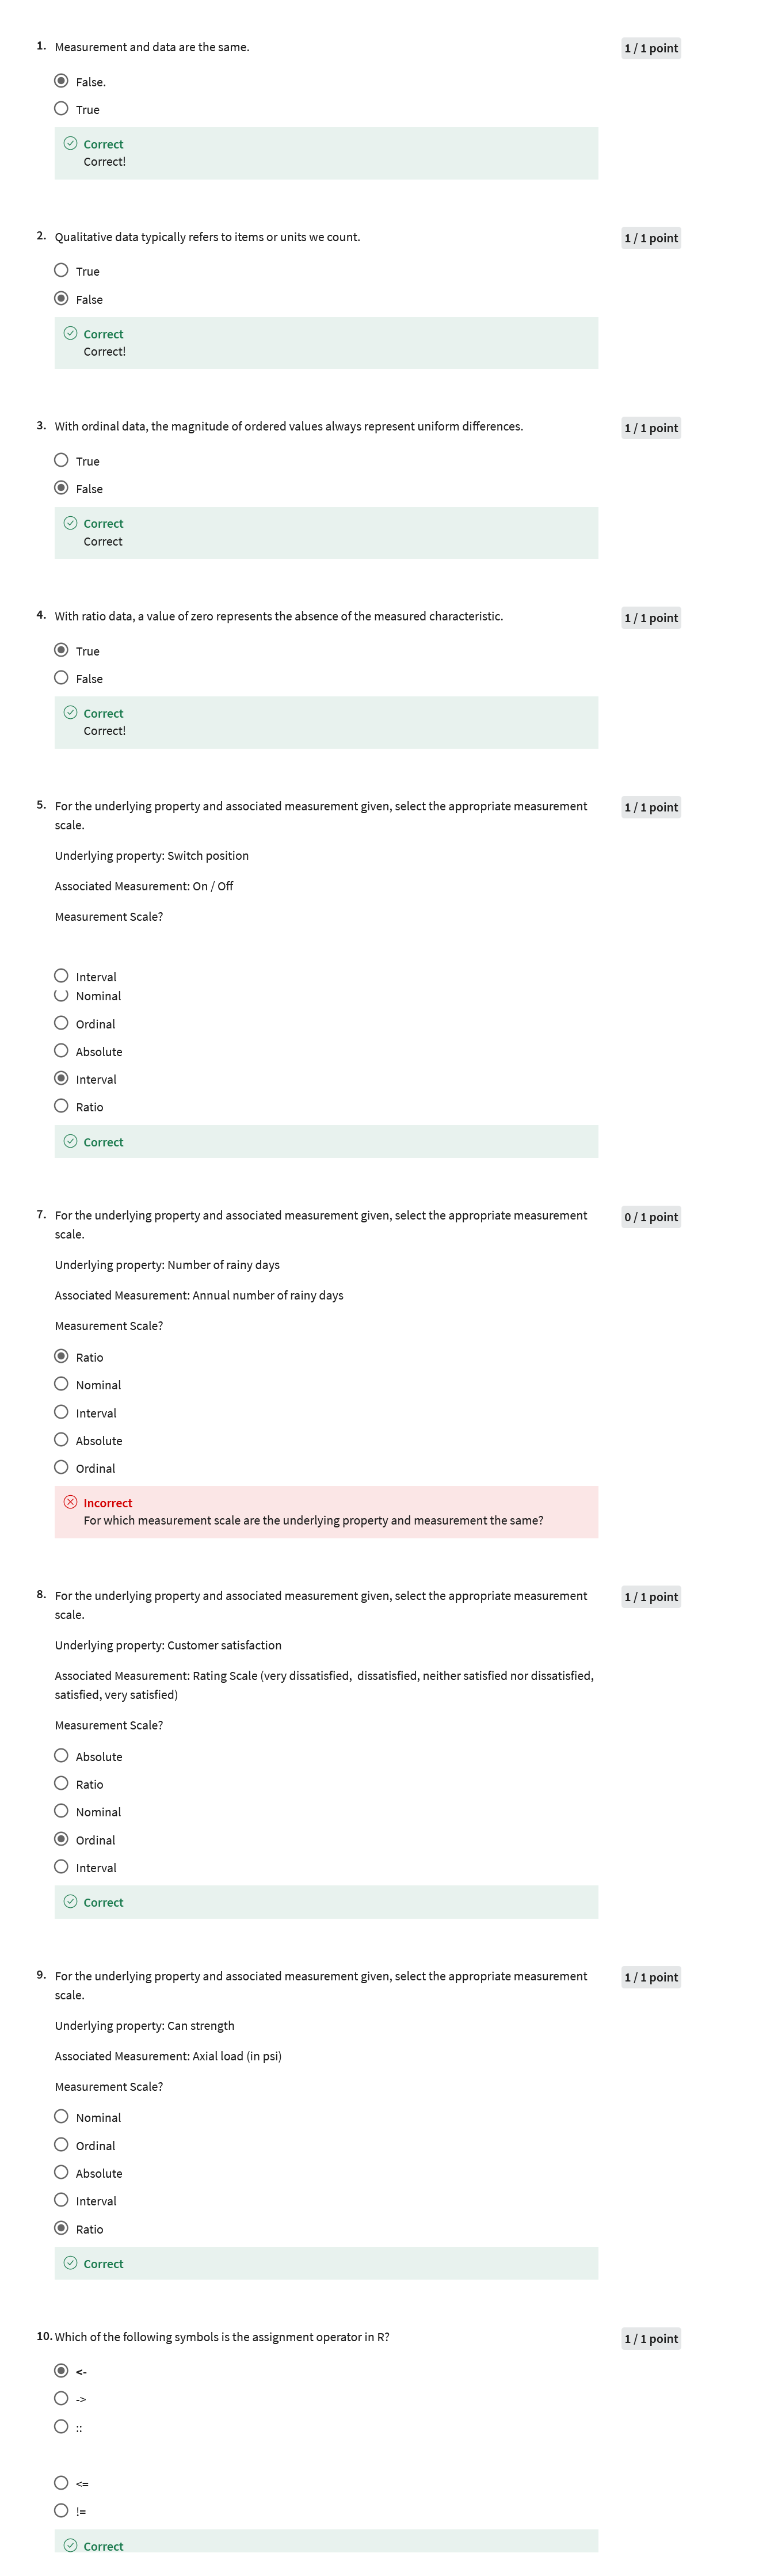 1. Measurement and data are the same.
1 / 1 point
False.
True
Correct
Correct!
2. Qualitative data typically refers to items or units we count.
1 / 1 point
True
False
Correct
Correct!
3. With ordinal data, the magnitude of ordered values always represent uniform differences.
1 / 1 point
True
False
Correct
Correct
4. With ratio data, a value of zero represents the absence of the measured characteristic.
1 / 1 point
True
False
Correct
Correct!
5. For the underlying property and associated measurement given, select the appropriate measurement
scale.
1 / 1 point
Underlying property: Switch position
Associated Measurement: On / Off
Measurement Scale?
Interval
Nominal
Ordinal
Absolute
Interval
Ratio
Correct
7. For the underlying property and associated measurement given, select the appropriate measurement
scale.
0 / 1 point
Underlying property: Number of rainy days
Associated Measurement: Annual number of rainy days
Measurement Scale?
Ratio
Nominal
Interval
Absolute
Ordinal
Incorrect
For which measurement scale are the underlying property and measurement the same?
8. For the underlying property and associated measurement given, select the appropriate measurement
scale.
1 / 1 point
Underlying property: Customer satisfaction
Associated Measurement: Rating Scale (very dissatisfied, dissatisfied, neither satisfied nor dissatisfied,
satisfied, very satisfied)
Measurement Scale?
Absolute
Ratio
Nominal
Ordinal
Interval
Correct
9. For the underlying property and associated measurement given, select the appropriate measurement
scale.
1 / 1 point
Underlying property: Can strength
Associated Measurement: Axial load (in psi)
Measurement Scale?
Nominal
Ordinal
Absolute
Interval
Ratio
Correct
10. Which of the following symbols is the assignment operator in R?
1 / 1 point
<-
->
::
<=
!=
Correct